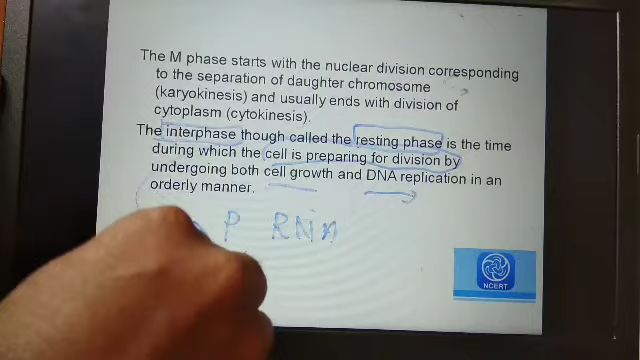 The M phase starts with the nuclear division corresponding
to the separation of daughter chromosome
(karyokinesis) and usually ends with division of
cytoplasm (cytokinesis).
The interphase though called the resting phase is the time
during which the cell is preparing for division by
undergoing both cell growth and DNA replication in an
orderly manner.
P RNA
NCERT